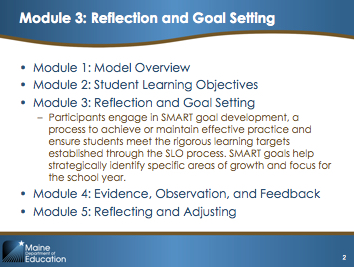 Module 3: Reflection and Goal Setting
• Module 1: Model Overview
• Module 2: Student Learning Objectives
• Module 3: Reflection and Goal Setting
– Participants engage in SMART goal development, a
process to achieve or maintain effective practice and
ensure students meet the rigorous learning targets
established through the SLO process. SMART goals help
strategically identify specific areas of growth and focus for
the school year.
• Module 4: Evidence, Observation, and Feedback
• Module 5: Reflecting and Adjusting
Maine
Department of
Education
2